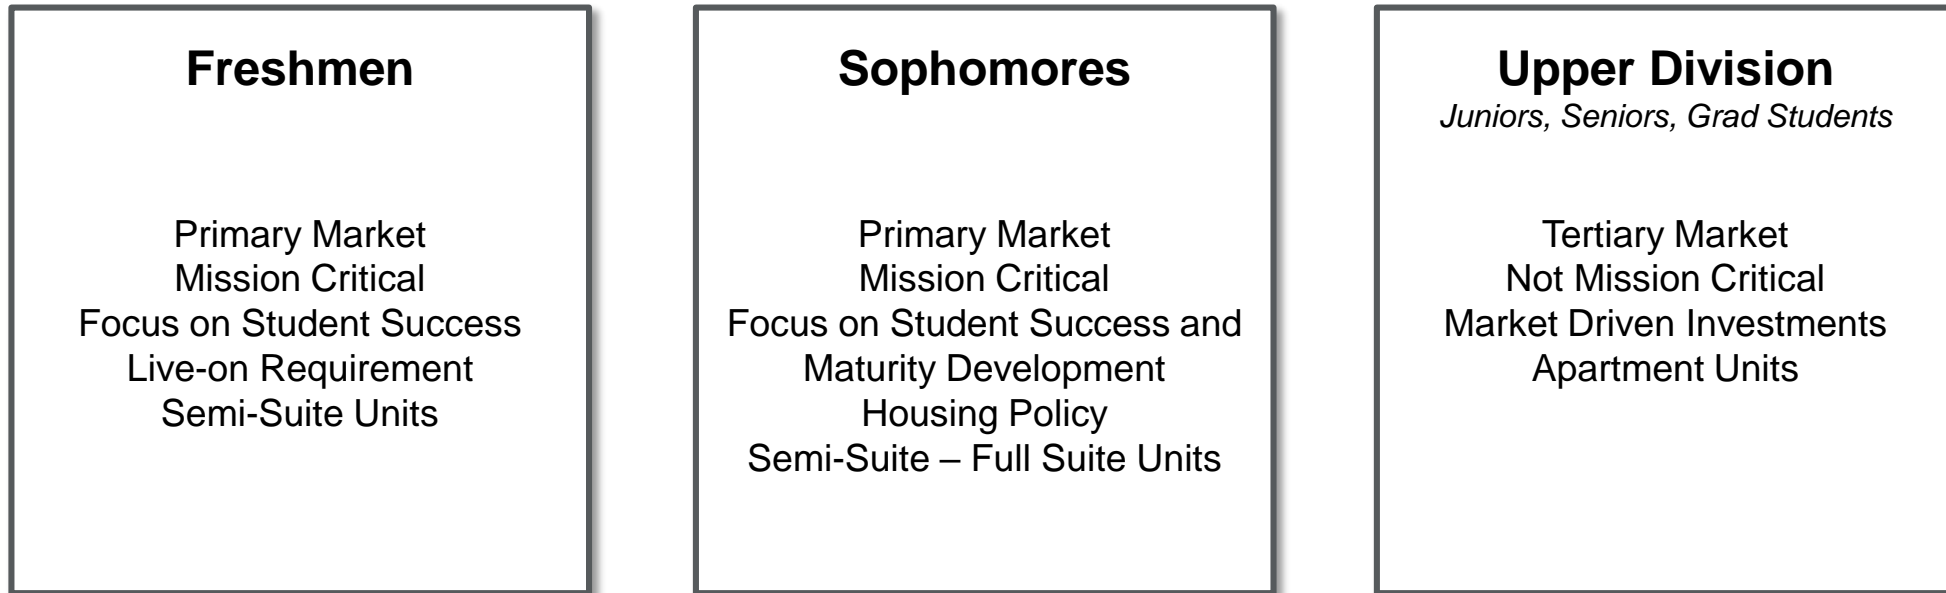 Freshmen
Primary Market
Mission Critical
Focus on Student Success
Live-on Requirement
Semi-Suite Units
Sophomores
Primary Market
Mission Critical
Focus on Student Success and
Maturity Development
Housing Policy
Semi-Suite – Full Suite Units
Upper Division
Juniors, Seniors, Grad Students
Tertiary Market
Not Mission Critical
Market Driven Investments
Apartment Units